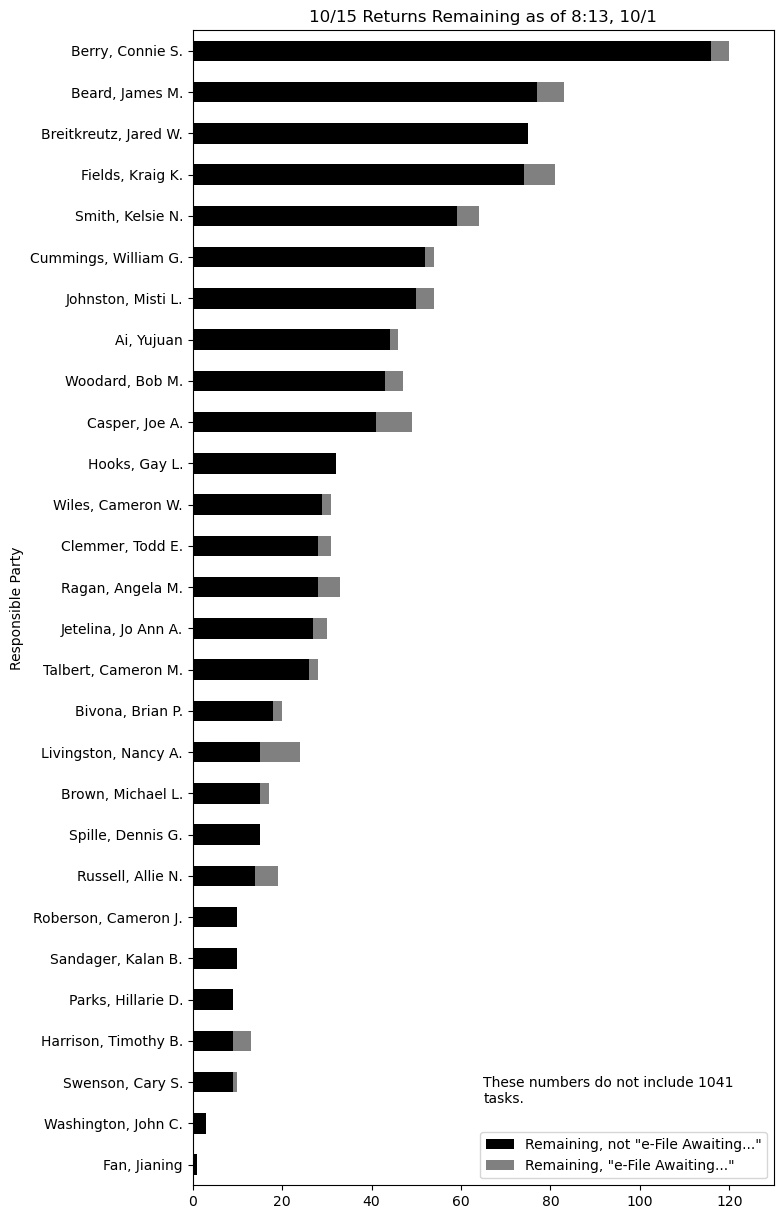 10/15 Returns Remaining as of 8:13, 10/1
Responsible Party
Berry, Connie S.
Beard, James M.
Breitkreutz, Jared W.
Fields, Kraig K.
Smith, Kelsie N.
Cummings, William G.
Johnston, Misti L.
Ai, Yujuan
Woodard, Bob M.
Casper, Joe A.
Hooks, Gay L.
Wiles, Cameron W.
Clemmer, Todd E.
Ragan, Angela M.
Jetelina, Jo Ann A.
Talbert, Cameron M.
Bivona, Brian P.
Livingston, Nancy A.
Brown, Michael L.
Spille, Dennis G.
Russell, Allie N.
Roberson, Cameron J.
Sandager, Kalan B.
Parks, Hillarie D.
Harrison, Timothy B.
Swenson, Cary S.
Washington, John C.
Fan, Jianing
These numbers do not include 1041
tasks.
Remaining, not "e-File Awaiting..."
Remaining, "e-File Awaiting..."
0 20 40 60 80 100 120